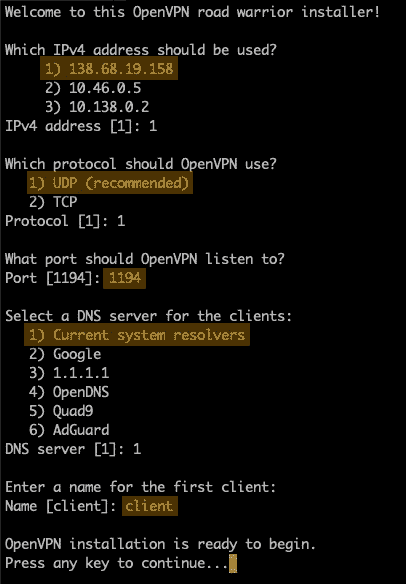 Welcome to this OpenVPN road warrior installer!
Which IPv4 address should be used?
1) 138.68.19.158
2) 10.46.0.5
3) 10.138.0.2
IPv4 address [1]: 1
Which protocol should OpenVPN use?
1) UDP (recommended)
2) TCP
Protocol [1]: 1
What port should OpenVPN listen to?
Port [1194]: 1194
Select a DNS server for the clients:
1) Current system resolvers
2) Google
3) 1.1.1.1
4) OpenDNS
5) Quad9
6) AdGuard
DNS server [1]: 1
Enter a name for the first client:
Name [client]: client
OpenVPN installation is ready to begin.
Press any key to continue...